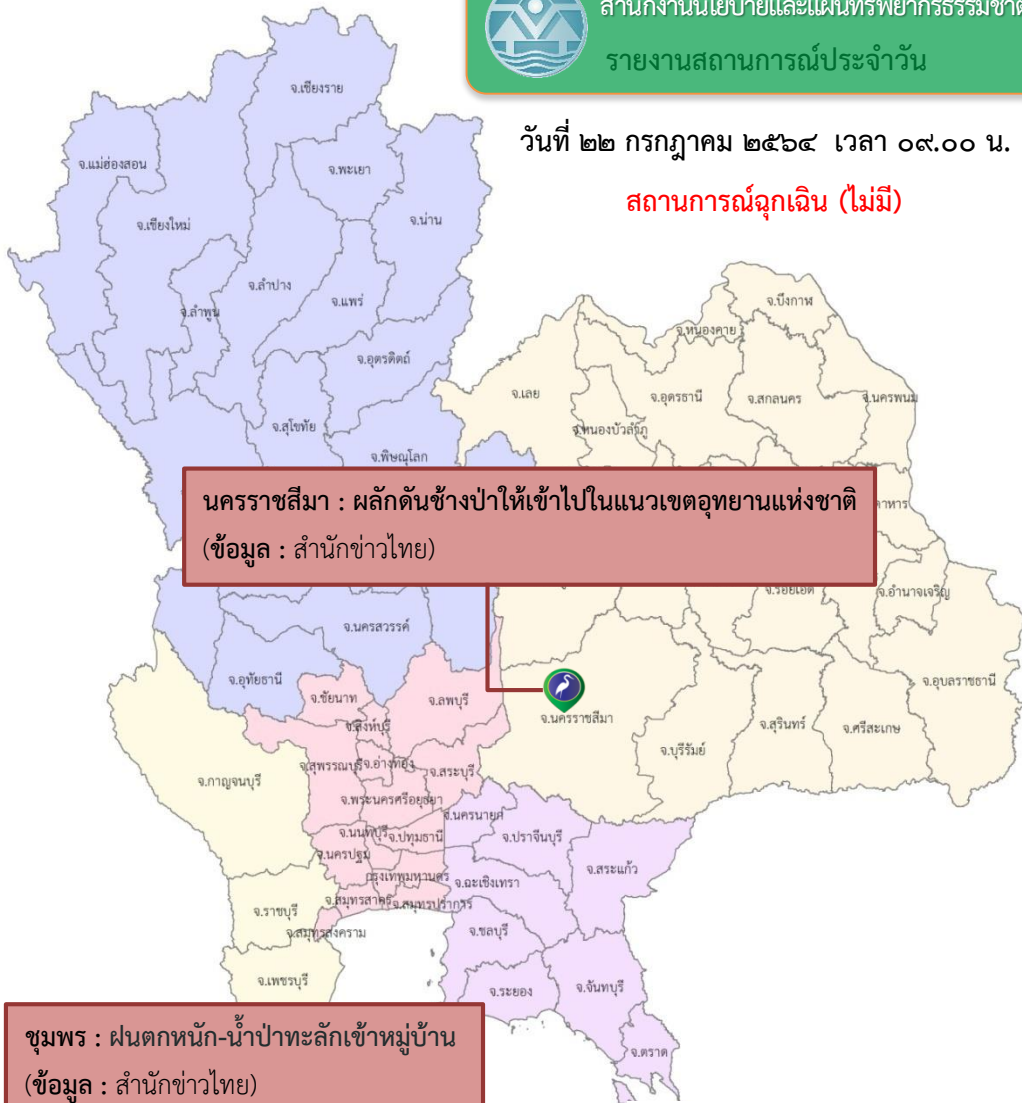 สำนักงานนโยบายและแผนทรัพยากรธรรมชาติ
รายงานสถานการณ์ประจำวัน
วันที่ ๒๒ กรกฎาคม ๒๕๖๔ เวลา ๐๙.๐๐ น.
สถานการณ์ฉุกเฉิน (ไม่มี)
จ.เชียงราย
จ.แม่ฮ่องสอน
จ.พะเยา
จ.เชียงใหม่
จ.น่าน
จ.ลำปาง
จ.ลำพูน
จ.แพร่
จ.บึงกาฬ
จ.หนองคาย
จ.อุตรดิตถ์
จ.เลย
จ.อุดรธานี
จ.สกลนคร
จ.นครพนม
จ.สุโขทัย
จ.หนองบัวลำภู
จ.พิษณุโลก
นครราชสีมา : ผลักดันช้างป่าให้เข้าไปในแนวเขตอุทยานแห่งชาติ
(ข้อมูล : สำนักข่าวไทย)
จ.ร้อยเอ็ด
จ.อำนาจเจริญ
จ.นครสวรรค์
จ.อุทัยธานี
จ.ชัยนาท
จ.ลพบุรี
จ.อุบลราชธานี
จ.นครราชสีมา
จ.สิงห์บุรี
จ.สุรินทร์
จ.ศรีสะเกษ
จ.บุรีรัมย์
จ.กาญจนบุรี
จ.สุพรรณบุรี
จ.อ่างทอง
จ.สระบุรี
จ.พระนครศรีอยุธยา
จ.นครนายก
จ.นนทบุรี
จ.ปทุมธานี
จ.ปราจีนบุรี
จ.นครปฐม
จ.สระแก้ว
กรุงเทพมหานคร
จ.ฉะเชิงเทรา
จ.ราชบุรี
จ.สมุทรสาคร
จ.สมุทรปราการ
จ.สมุทรสงคราม
จ.ชลบุรี
จ.เพชรบุรี
จ.ระยอง
จ.จันทบุรี
จ.ตราด
ชุมพร : ฝนตกหนัก-น้ำป่าทะลักเข้าหมู่บ้าน
(ข้อมูล : สำนักข่าวไทย)